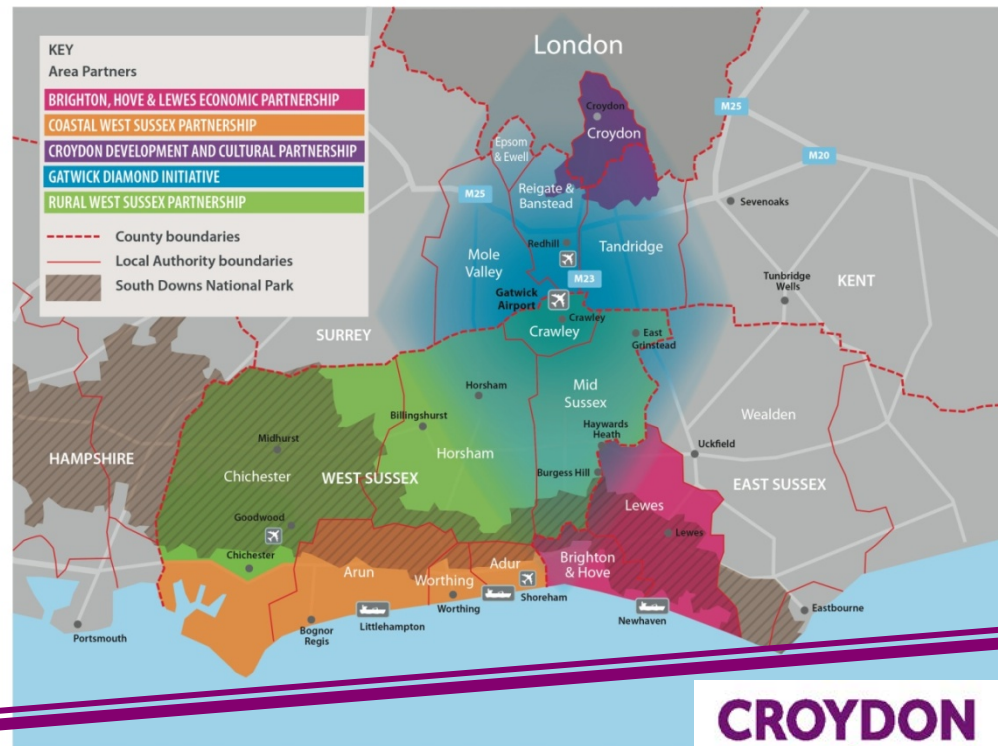 KEY
Area Partners
BRIGHTON, HOVE & LEWES ECONOMIC PARTNERSHIP
COASTAL WEST SUSSEX PARTNERSHIP
CROYDON DEVELOPMENT AND CULTURAL PARTNERSHIP
GATWICK DIAMOND INITIATIVE
RURAL WEST SUSSEX PARTNERSHIP
County boundaries
Local Authority boundaries
South Downs National Park
London
Croydon
Croydon
M25
M20
Epsom
& Ewell
M25
Reigate &
Banstead
Sevenoaks
Redhill
Tandridge
Mole
Valley
M23
Tunbridge
Wells
KENT
Gatwick
Airport
Crawley
Crawley
SURREY
East
Grinstead
Horsham
Mid
Sussex
Billingshurst
Wealden
Haywards
Heath
Midhurst
Uckfield
HAMPSHIRE
Chichester
WEST SUSSEX
Horsham
Burgess Hill
EAST SUSSEX
Lewes
Goodwood
Lewes
Chichester
Arun
Worthing
Adur
Brighton
& Hove
Worthing
Shoreham
Eastbourne
Portsmouth
Bognor
Regis
Littlehampton
Newhaven
CROYDON